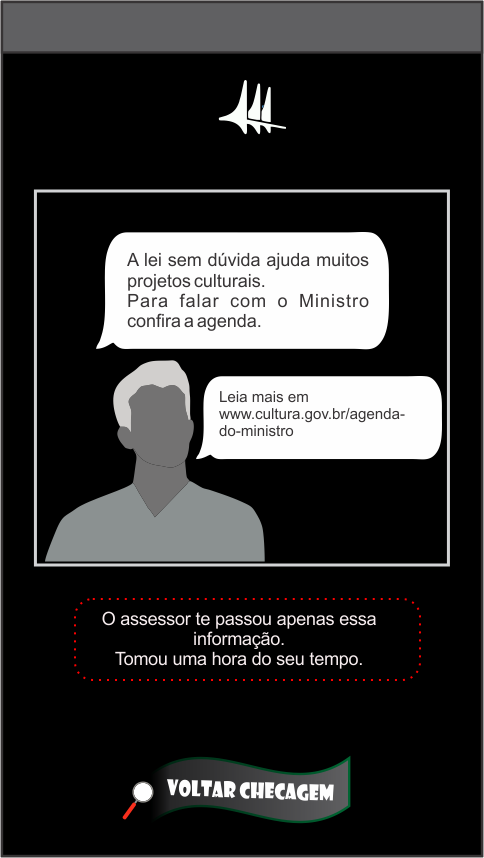 A lei sem dúvida ajuda muitos
projetos culturais.
Para falar com o Ministro
confira a agenda.
Leia mais em
www.cultura.gov.br/agenda-
do-ministro
O assessor te passou apenas essa
informação.
Tomou uma hora do seu tempo.
VOLTAR CHECAGEM